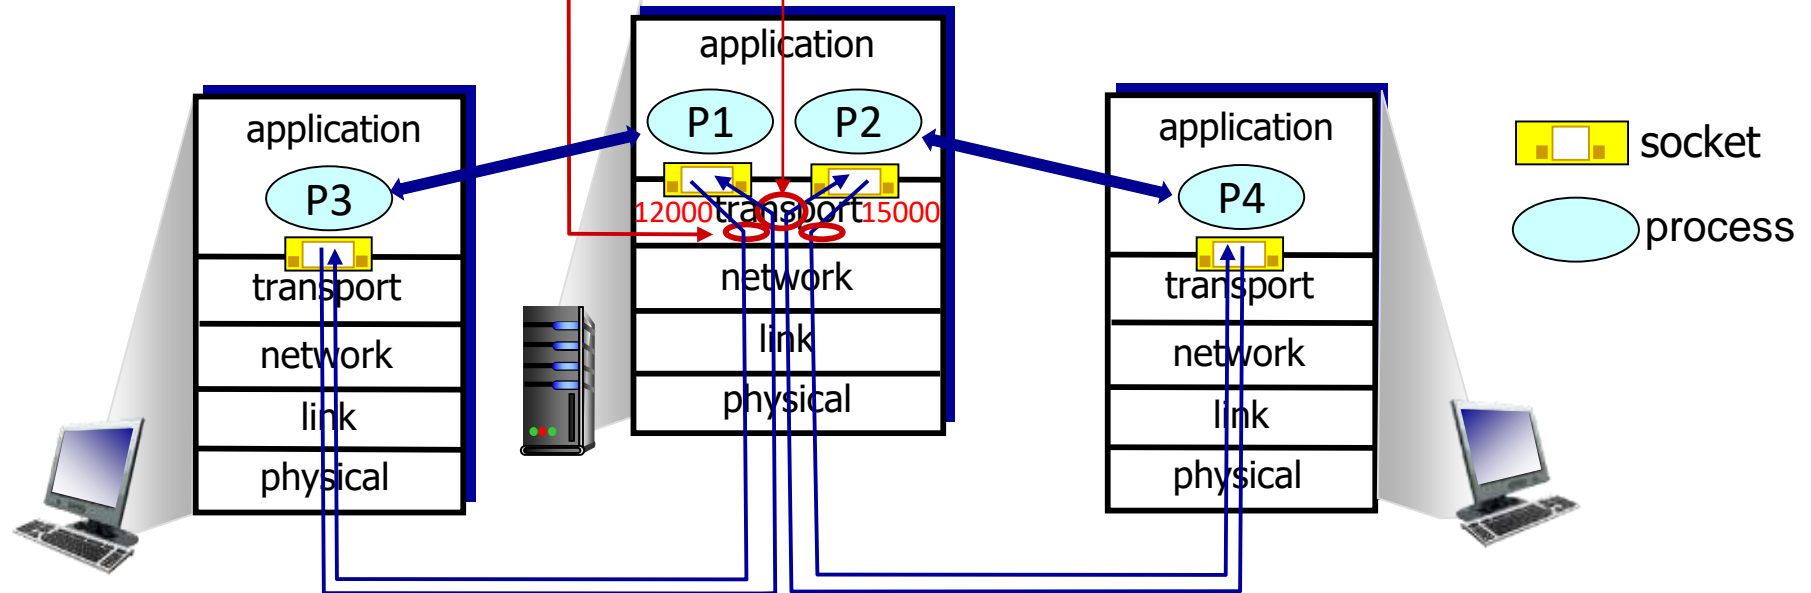 application
P3
transport
network
link
physical
application
P1
P2
12000
transport
15000
network
link
physical
application
P4
transport
network
link
physical
socket
process